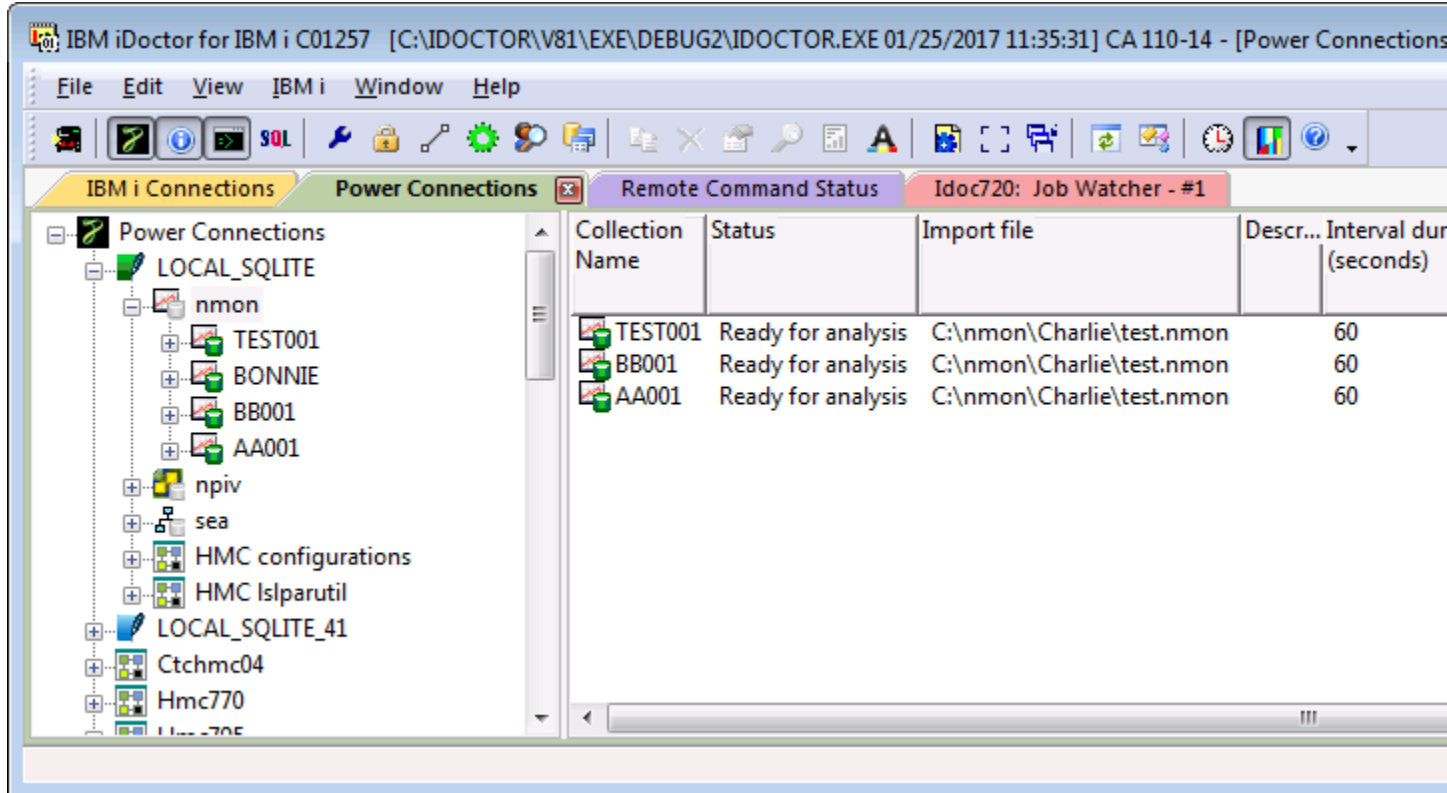 IBM iDoctor for IBM i C01257 [C:\IDOCTOR\V81\EXE\DEBUG2\IDOCTOR.EXE 01/25/2017 11:35:31] CA 110-14 - [Power Connections
File Edit View IBM i Window Help
SQL
IBM i Connections Power Connections Remote Command Status Idoc720: Job Watcher - #1
Power Connections
LOCAL_SQLITE
nmon
TEST001
BONNIE
BB001
AA001
npiv
sea
HMC configurations
HMC lslparutil
LOCAL_SQLITE_41
Ctchmc04
Hmc770
Collection Name Status Import file Descr... Interval dur
(seconds)
TEST001 Ready for analysis C:\nmon\Charlie\test.nmon 60
BB001 Ready for analysis C:\nmon\Charlie\test.nmon 60
AA001 Ready for analysis C:\nmon\Charlie\test.nmon 60